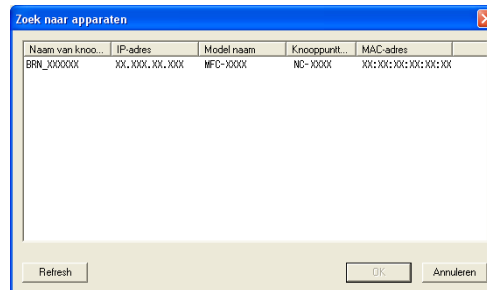 Zoek naar apparaten
Naam van knoo... IP-adres Model naam Knooppuntt... MAC-adres
BRN_XXXXXX XX.XXX.XX.XXX MFC-XXXX NC-XXXX XX:XX:XX:XX:XX:XX
Refresh OK Annuleren